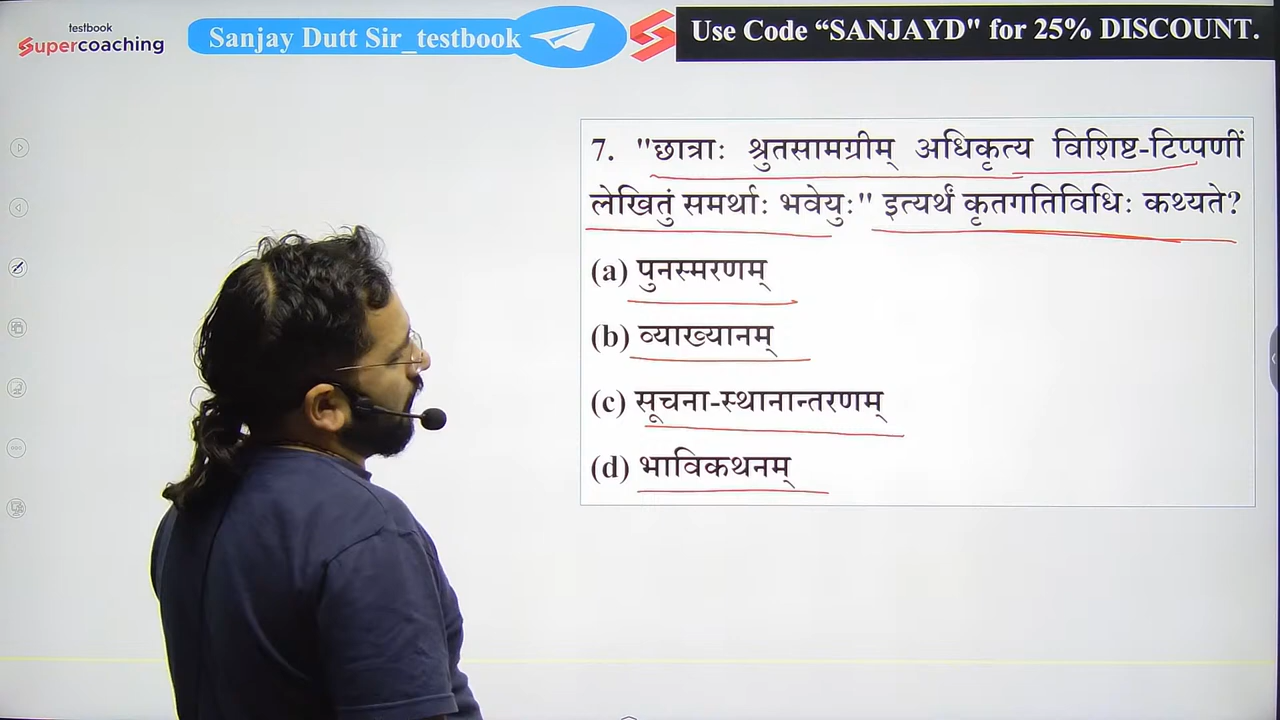 testbook
Supercoaching
Sanjay Dutt Sir_testbook
Use Code “SANJAYD" for 25% DISCOUNT.
7. "छात्राः श्रुतसामग्रीम् अधिकृत्य विशिष्ट-टिप्पणीं
लेखितुं समर्थाः भवेयुः" इत्यर्थं कृतगतिविधिः कथ्यते?
(a) पुनस्मरणम्
(b) व्याख्यानम्
(c) सूचना-स्थानान्तरणम्
(d) भाविकथनम्